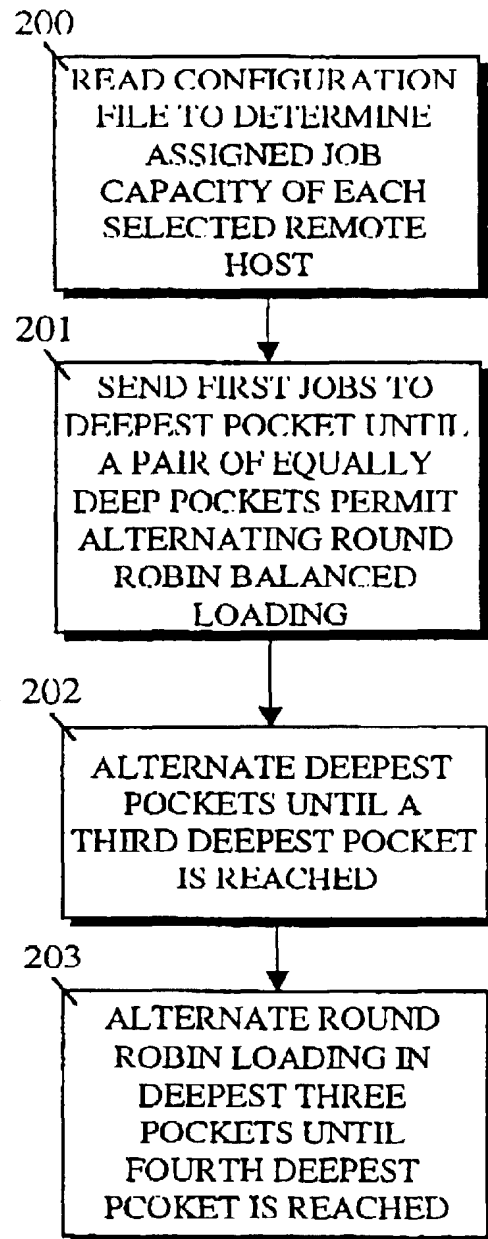 200
READ CONFIGURATION
FILE TO DETERMINE
ASSIGNED JOB
CAPACITY OF EACH
SELECTED REMOTE
HOST
201
SEND FIRST JOBS TO
DEEPEST POCKET UNTIL
A PAIR OF EQUALLY
DEEP POCKETS PERMIT
ALTERNATING ROUND
ROBIN BALANCED
LOADING
202
ALTERNATE DEEPEST
POCKETS UNTIL A
THIRD DEEPEST POCKET
IS REACHED
203
ALTERNATE ROUND
ROBIN LOADING IN
DEEPEST THREE
POCKETS UNTIL
FOURTH DEEPEST
PCOKET IS REACHED